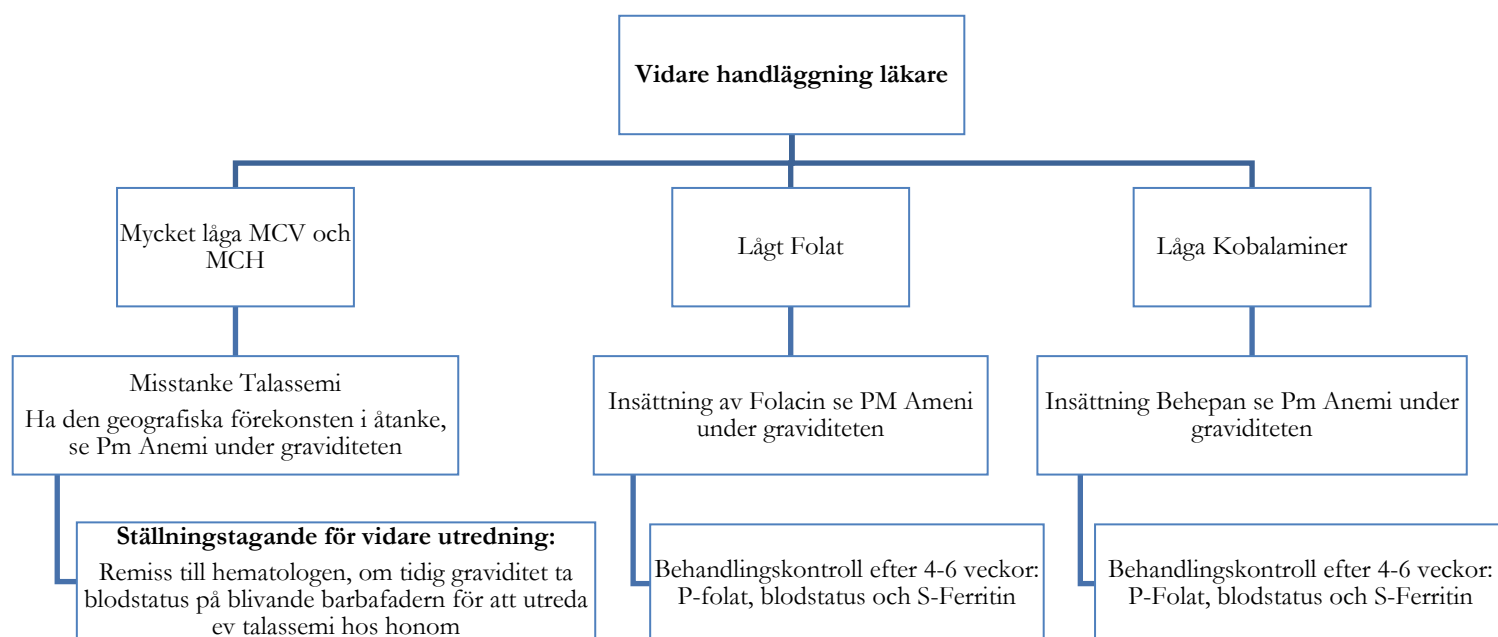 Vidare handläggning läkare
Mycket låga MCV och
MCH
Lågt Folat
Låga Kobalaminer
Misstanke Talassemi
Ha den geografiska förekonsten i åtanke,
se Pm Anemi under graviditeten
Insättning av Folacin se PM Ameni
under graviditeten
Insättning Behepan se Pm Anemi under
graviditeten
Ställningstagande för vidare utredning:
Remiss till hematologen, om tidig graviditet ta
blodstatus på blivande barbafadern för att utreda
ev talassemi hos honom
Behandlingskontroll efter 4-6 veckor:
P-folat, blodstatus och S-Ferritin
Behandlingskontroll efter 4-6 veckor:
P-Folat, blodstatus och S-Ferritin